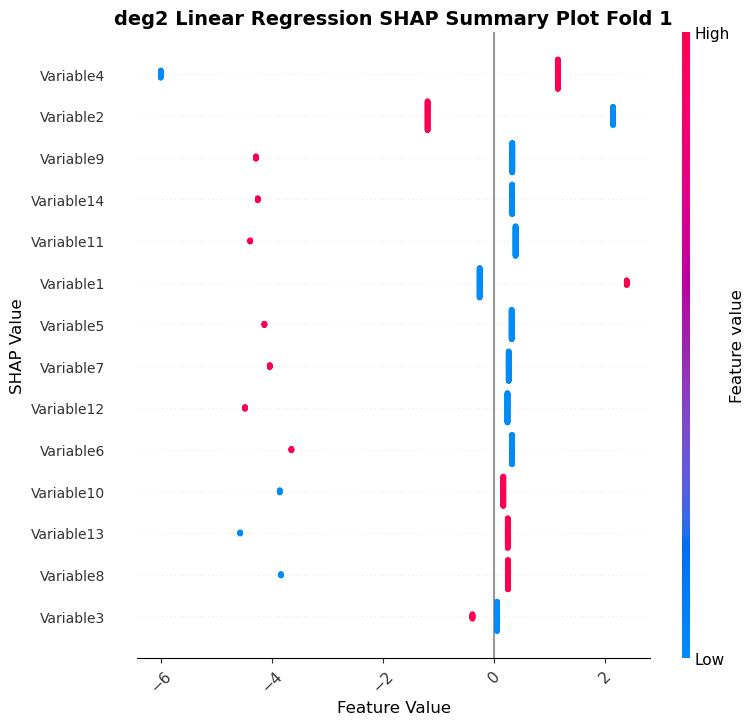 deg2 Linear Regression SHAP Summary Plot Fold 1
High
Variable4
Variable2
Variable9
Variable14
Variable11
Variable1
Variable5
Variable7
Variable12
Variable6
Variable10
Variable13
Variable8
Variable3
SHAP Value
Feature value
Low
−6
−4
−2
0
2
Feature Value